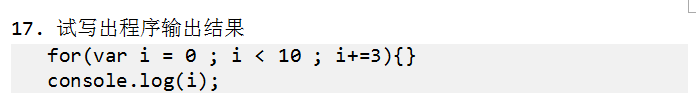 17. 试写出程序输出结果
for(var i = 0 ; i < 10 ; i+=3){}
console.log(i);